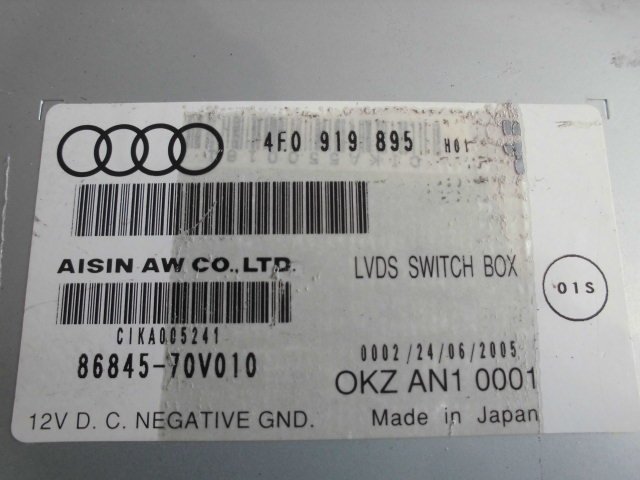 4F0 919 895 H01
AISIN AW CO., LTD.
LVDS SWITCH BOX
01S
CIKA005241
86845-70V010
0002/24/06/2005
OKZ AN1 0001
12V D. C. NEGATIVE GND.
Made in Japan